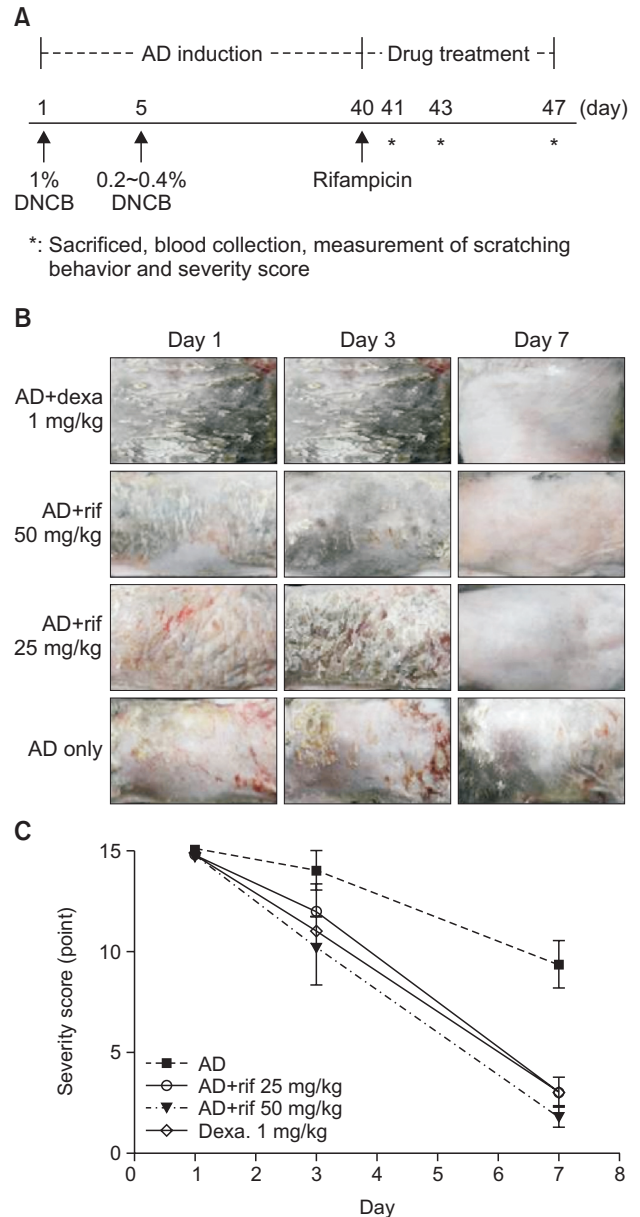 A
AD induction Drug treatment
1 5 40 41 43 47 (day)
* * *
1% 0.2~0.4% Rifampicin
DNCB DNCB
*: Sacrificed, blood collection, measurement of scratching
behavior and severity score
B
Day 1 Day 3 Day 7
AD+dexa
1 mg/kg
AD+rif
50 mg/kg
AD+rif
25 mg/kg
AD only
C
15
10
5
0
Severity score (point)
AD
AD+rif 25 mg/kg
AD+rif 50 mg/kg
Dexa. 1 mg/kg
0 1 2 3 4 5 6 7 8
Day